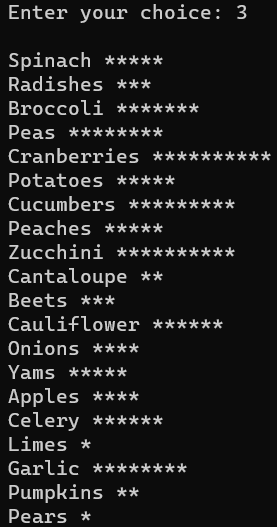 Enter your choice: 3
Spinach *****
Radishes ***
Broccoli *******
Peas ********
Cranberries **********
Potatoes *****
Cucumbers *********
Peaches *****
Zucchini **********
Cantaloupe **
Beets ***
Cauliflower ******
Onions ****
Yams *****
Apples ****
Celery ******
Limes *
Garlic ********
Pumpkins **
Pears *